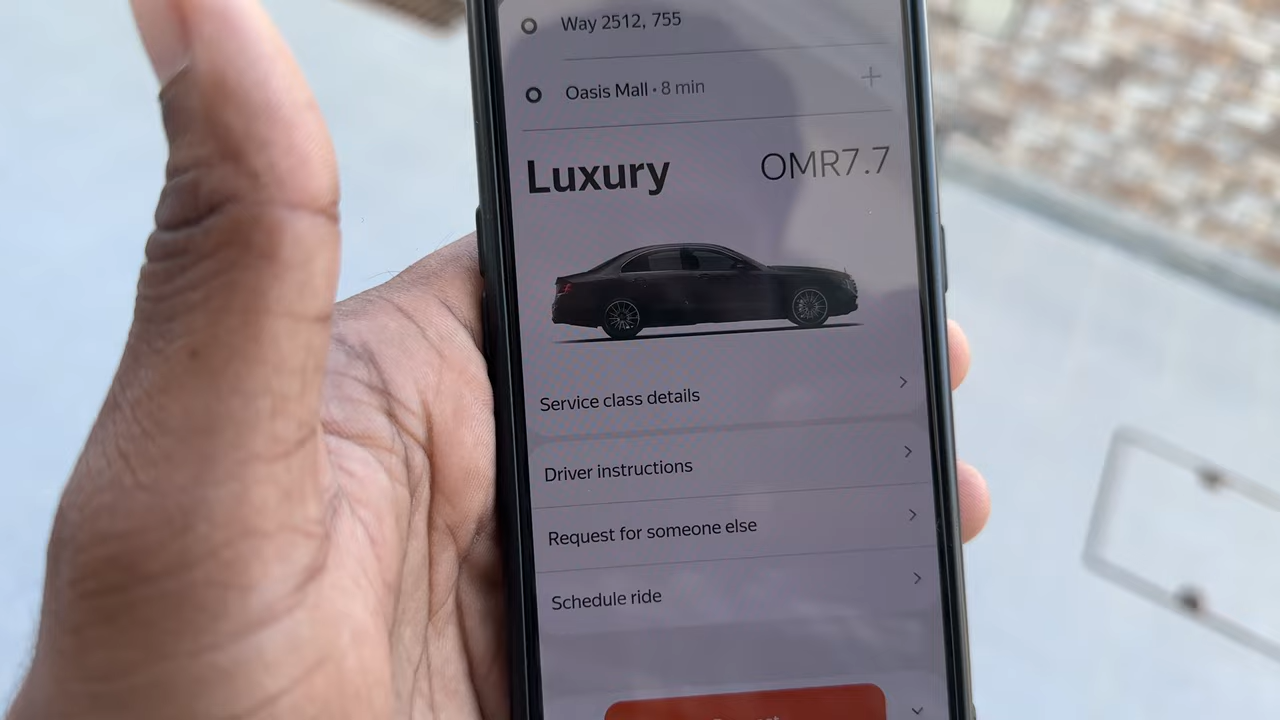 Way 2512, 755
Oasis Mall • 8 min
Luxury
OMR7.7
Service class details
Driver instructions
Request for someone else
Schedule ride